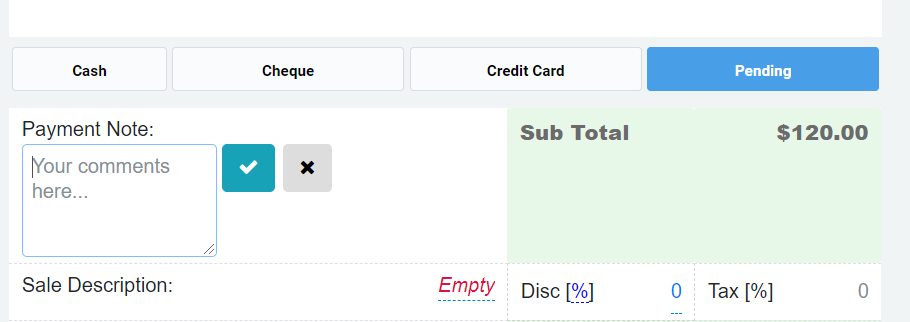 Cash Cheque Credit Card Pending
Payment Note:
Sub Total $120.00
Your comments
here...
Sale Description: Empty
Disc [%] 0 Tax [%] 0